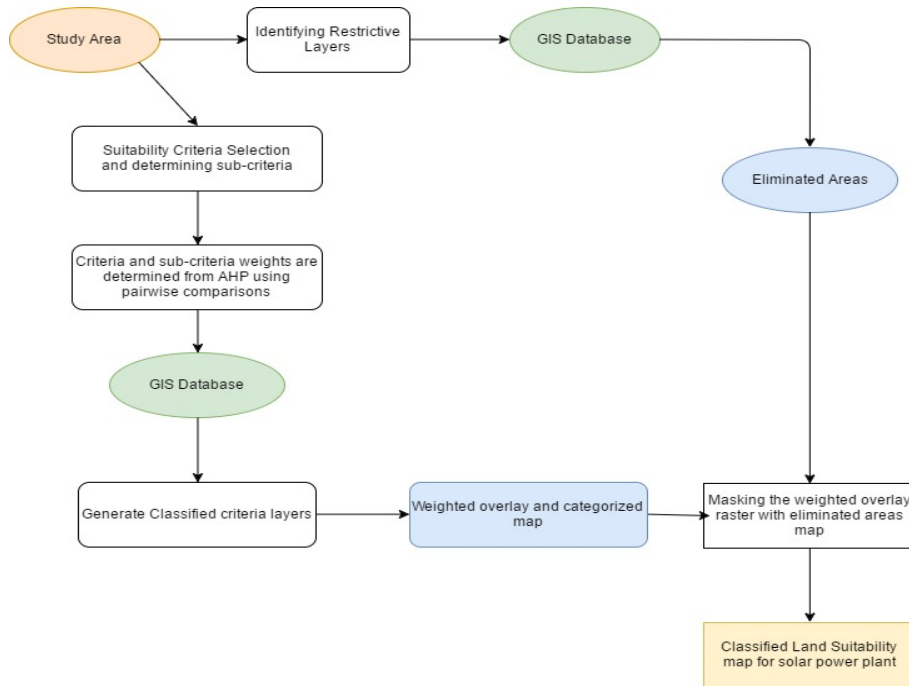 Study Area
Identifying Restrictive
Layers
GIS Database
Suitability Criteria Selection
and determining sub-criteria
Eliminated Areas
Criteria and sub-criteria weights are
determined from AHP using
pairwise comparisons
GIS Database
Generate Classified criteria layers
Weighted overlay and categorized
map
Masking the weighted overlay
raster with eliminated areas
map
Classified Land Suitability
map for solar power plant